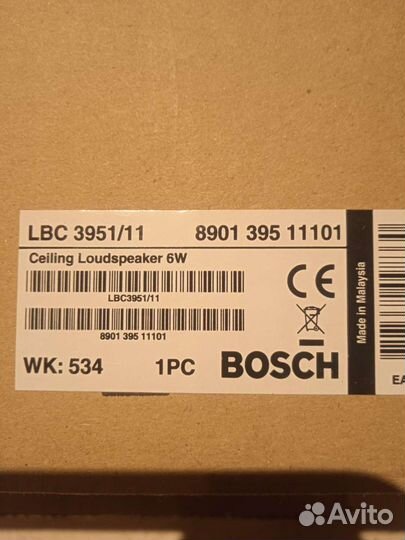 LBC 3951/11 8901 395 11101
Ceiling Loudspeaker 6W
LBC3951/11
8901 395 11101
WK: 534 1PC BOSCH
CE
Made in Malaysia
EA
Avito